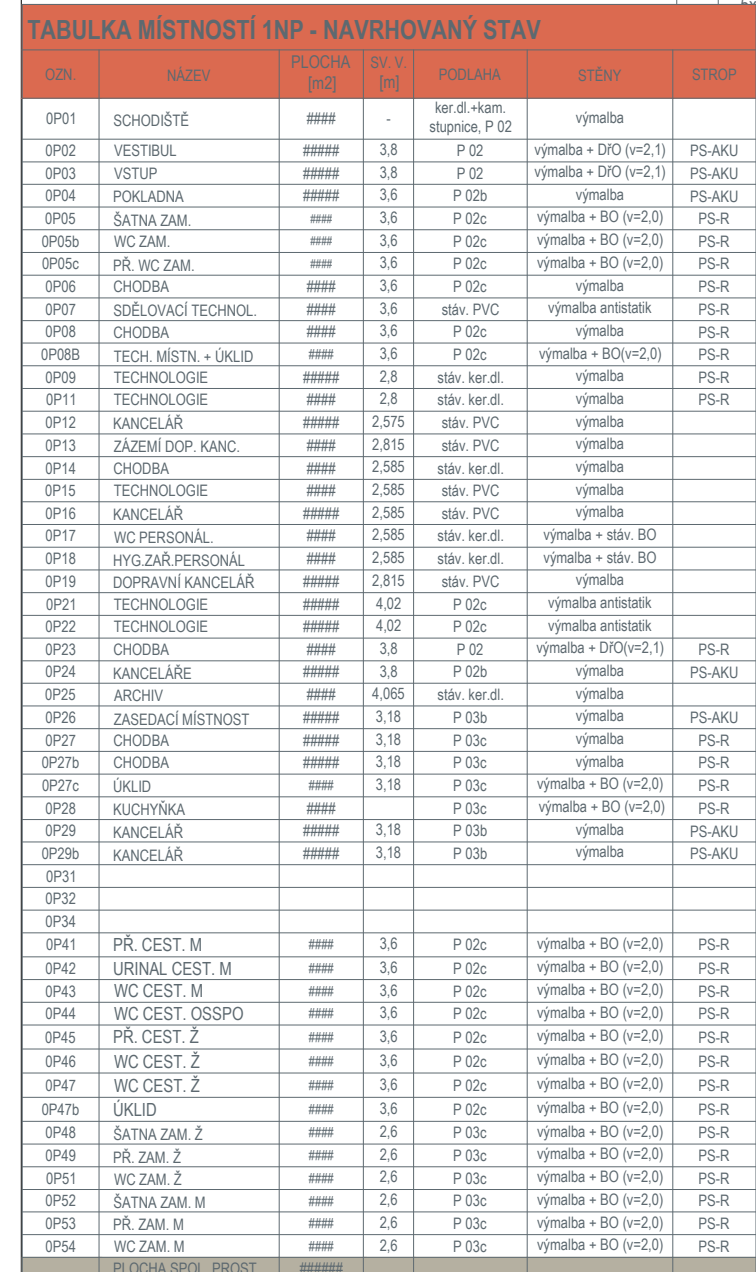 TABULKA MÍSTNOSTÍ 1NP - NAVRHOVANÝ STAV
OZN. NÁZEV PLOCHA [m2] SV. V. [m] PODLAHA STĚNY STROP
0P01 SCHODIŠTĚ #### - ker.dl.+kam. stupnice, P 02 výmalba
0P02 VESTIBUL ##### 3,8 P 02 výmalba + DřO (v=2,1) PS-AKU
0P03 VSTUP ##### 3,8 P 02 výmalba + DřO (v=2,1) PS-AKU
0P04 POKLADNA ##### 3,6 P 02b výmalba PS-AKU
0P05 ŠATNA ZAM. #### 3,6 P 02c výmalba + BO (v=2,0) PS-R
0P05b WC ZAM. #### 3,6 P 02c výmalba + BO (v=2,0) PS-R
0P05c PŘ. WC ZAM. #### 3,6 P 02c výmalba + BO (v=2,0) PS-R
0P06 CHODBA #### 3,6 P 02c výmalba PS-R
0P07 SDĚLOVACÍ TECHNOL. #### 3,6 stáv. PVC výmalba antistatik PS-R
0P08 CHODBA #### 3,6 P 02c výmalba PS-R
0P08B TECH. MÍSTN. + ÚKLID #### 3,6 P 02c výmalba + BO(v=2,0) PS-R
0P09 TECHNOLOGIE ##### 2,8 stáv. ker.dl. výmalba PS-R
0P11 TECHNOLOGIE #### 2,8 stáv. ker.dl. výmalba PS-R
0P12 KANCELÁŘ ##### 2,575 stáv. PVC výmalba
0P13 ZÁZEMÍ DOP. KANC. #### 2,815 stáv. PVC výmalba
0P14 CHODBA #### 2,585 stáv. ker.dl. výmalba
0P15 TECHNOLOGIE #### 2,585 stáv. PVC výmalba
0P16 KANCELÁŘ ##### 2,585 stáv. PVC výmalba
0P17 WC PERSONÁL. #### 2,585 stáv. ker.dl. výmalba + stáv. BO
0P18 HYG.ZAŘ.PERSONÁL #### 2,585 stáv. ker.dl. výmalba + stáv. BO
0P19 DOPRAVNÍ KANCELÁŘ ##### 2,815 stáv. PVC výmalba
0P21 TECHNOLOGIE ##### 4,02 P 02c výmalba antistatik
0P22 TECHNOLOGIE ##### 4,02 P 02c výmalba antistatik
0P23 CHODBA #### 3,8 P 02 výmalba + DřO(v=2,1) PS-R
0P24 KANCELÁŘE ##### 3,8 P 02b výmalba PS-AKU
0P25 ARCHIV #### 4,065 stáv. ker.dl. výmalba
0P26 ZASEDACÍ MÍSTNOST ##### 3,18 P 03b výmalba PS-AKU
0P27 CHODBA ##### 3,18 P 03c výmalba PS-R
0P27b CHODBA ##### 3,18 P 03c výmalba PS-R
0P27c ÚKLID #### 3,18 P 03c výmalba + BO (v=2,0) PS-R
0P28 KUCHYŇKA #### P 03c výmalba + BO (v=2,0) PS-R
0P29 KANCELÁŘ ##### 3,18 P 03b výmalba PS-AKU
0P29b KANCELÁŘ ##### 3,18 P 03b výmalba PS-AKU
0P31
0P32
0P34
0P41 PŘ. CEST. M #### 3,6 P 02c výmalba + BO (v=2,0) PS-R
0P42 URINAL CEST. M #### 3,6 P 02c výmalba + BO (v=2,0) PS-R
0P43 WC CEST. M #### 3,6 P 02c výmalba + BO (v=2,0) PS-R
0P44 WC CEST. OSSPO #### 3,6 P 02c výmalba + BO (v=2,0) PS-R
0P45 PŘ. CEST. Ž #### 3,6 P 02c výmalba + BO (v=2,0) PS-R
0P46 WC CEST. Ž #### 3,6 P 02c výmalba + BO (v=2,0) PS-R
0P47 WC CEST. Ž #### 3,6 P 02c výmalba + BO (v=2,0) PS-R
0P47b ÚKLID #### 3,6 P 02c výmalba + BO (v=2,0) PS-R
0P48 ŠATNA ZAM. Ž #### 2,6 P 03c výmalba + BO (v=2,0) PS-R
0P49 PŘ. ZAM. Ž #### 2,6 P 03c výmalba + BO (v=2,0) PS-R
0P51 WC ZAM. Ž #### 2,6 P 03c výmalba + BO (v=2,0) PS-R
0P52 ŠATNA ZAM. M #### 2,6 P 03c výmalba + BO (v=2,0) PS-R
0P53 PŘ. ZAM. M #### 2,6 P 03c výmalba + BO (v=2,0) PS-R
0P54 WC ZAM. M #### 2,6 P 03c výmalba + BO (v=2,0) PS-R
PLOCHA SPOL. PROST. ######